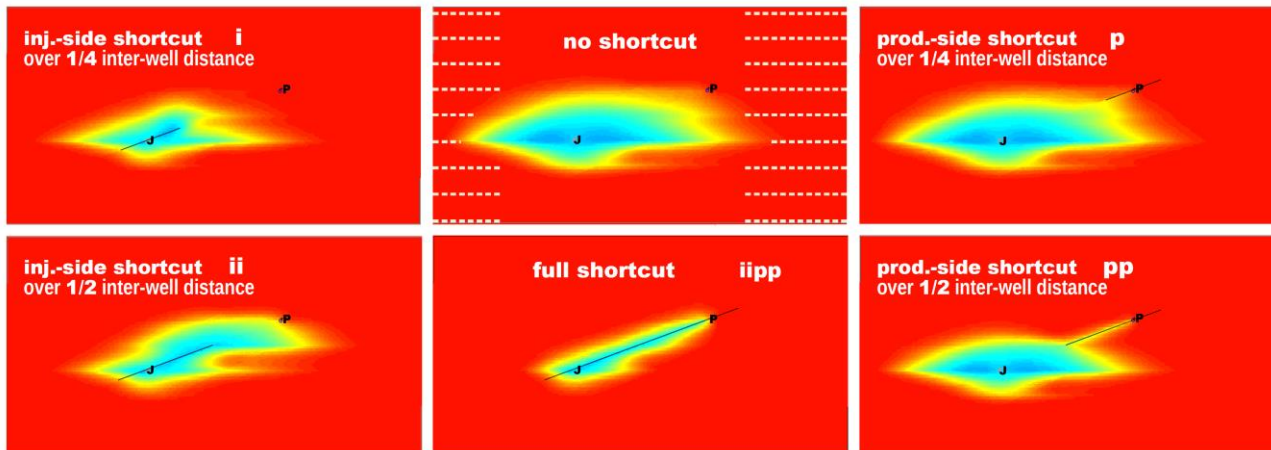 inj.-side shortcut i
over 1/4 inter-well distance
P
J
no shortcut
P
J
prod.-side shortcut p
over 1/4 inter-well distance
P
J
inj.-side shortcut ii
over 1/2 inter-well distance
P
J
full shortcut iipp
P
J
prod.-side shortcut pp
over 1/2 inter-well distance
P
J